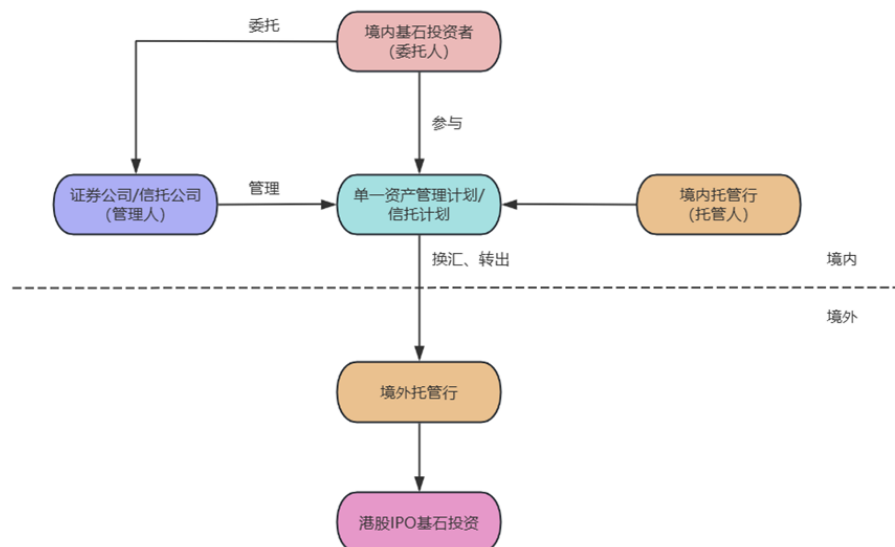 委托
境内基石投资者
（委托人）
参与
证券公司/信托公司
（管理人）
管理
单一资产管理计划/
信托计划
境内托管行
（托管人）
换汇、转出
境内
境外
境外托管行
港股IPO基石投资